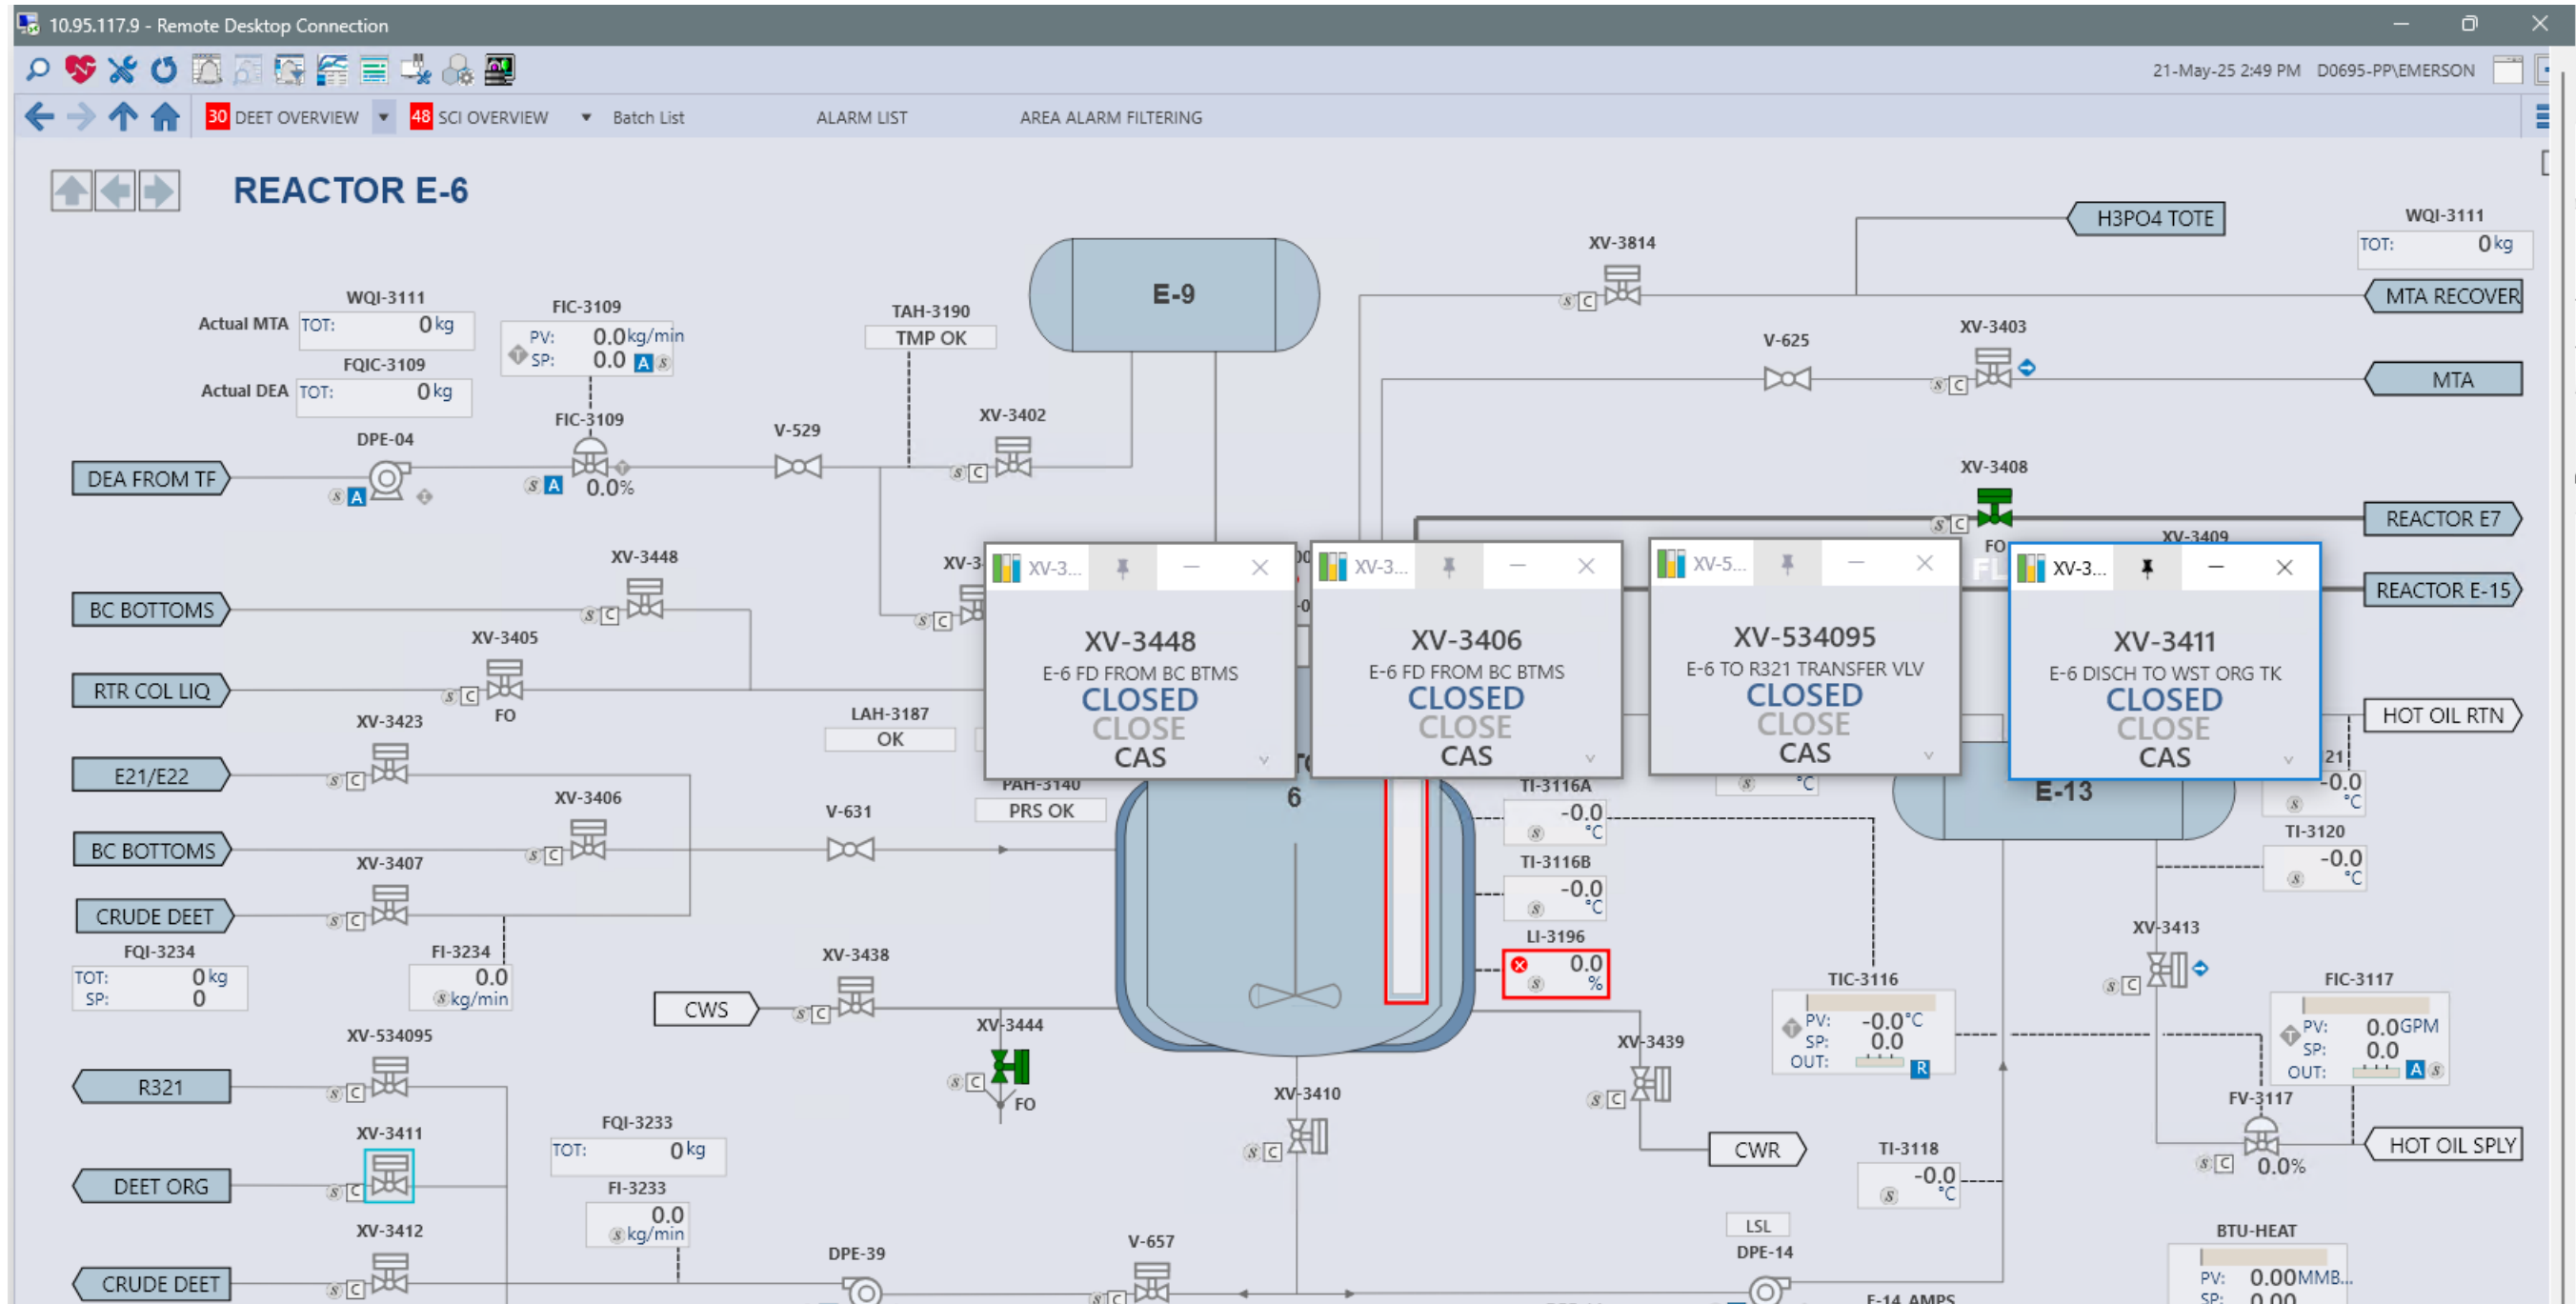 10.95.117.9 - Remote Desktop Connection
21-May-25 2:49 PM D0695-PP\EMERSON
30 DEET OVERVIEW
48 SCI OVERVIEW
Batch List
ALARM LIST
AREA ALARM FILTERING
REACTOR E-6
H3PO4 TOTE
WQI-3111
TOT: 0 kg
XV-3814
S C
MTA RECOVER
E-9
WQI-3111
Actual MTA TOT: 0 kg
FQIC-3109
Actual DEA TOT: 0 kg
FIC-3109
PV: 0.0 kg/min
SP: 0.0 A S
TAH-3190
TMP OK
V-625
XV-3403
S C
MTA
DPE-04
DEA FROM TF
S A
FIC-3109
S A 0.0%
V-529
XV-3402
S C
XV-3408
S C
FO
REACTOR E7
XV-3409
REACTOR E-15
XV-3448
S C
BC BOTTOMS
XV-3405
S C
FO
RTR COL LIQ
XV-3
S C
XV-3...
XV-3448
E-6 FD FROM BC BTMS
CLOSED
CLOSE
CAS
XV-3...
XV-3406
E-6 FD FROM BC BTMS
CLOSED
CLOSE
CAS
XV-5...
XV-534095
E-6 TO R321 TRANSFER VLV
CLOSED
CLOSE
CAS
XV-3...
XV-3411
E-6 DISCH TO WST ORG TK
CLOSED
CLOSE
CAS
HOT OIL RTN
LAH-3187
OK
XV-3423
S C
E21/E22
XV-3406
S C
BC BOTTOMS
XV-3407
S C
CRUDE DEET
V-631
PAH-3140
PRS OK
6
TI-3116A
-0.0
S °C
TI-3116B
-0.0
S °C
LI-3196
0.0
S %
S °C
E-13
21
-0.0
S °C
TI-3120
-0.0
S °C
XV-3413
S C
FQI-3234
TOT: 0 kg
SP: 0
FI-3234
0.0
S kg/min
XV-3438
CWS
S C
XV-3444
S C
FO
TIC-3116
PV: -0.0 °C
SP: 0.0
OUT: R
FIC-3117
PV: 0.0 GPM
SP: 0.0
OUT: A S
XV-534095
R321
S C
XV-3439
S C
CWR
XV-3410
S C
FV-3117
S C 0.0%
HOT OIL SPLY
XV-3411
DEET ORG
S C
FQI-3233
TOT: 0 kg
FI-3233
0.0
S kg/min
TI-3118
-0.0
S °C
XV-3412
CRUDE DEET
S C
DPE-39
V-657
S C
LSL
DPE-14
E-14 AMPS
BTU-HEAT
PV: 0.00 MMB...
SP: 0.00